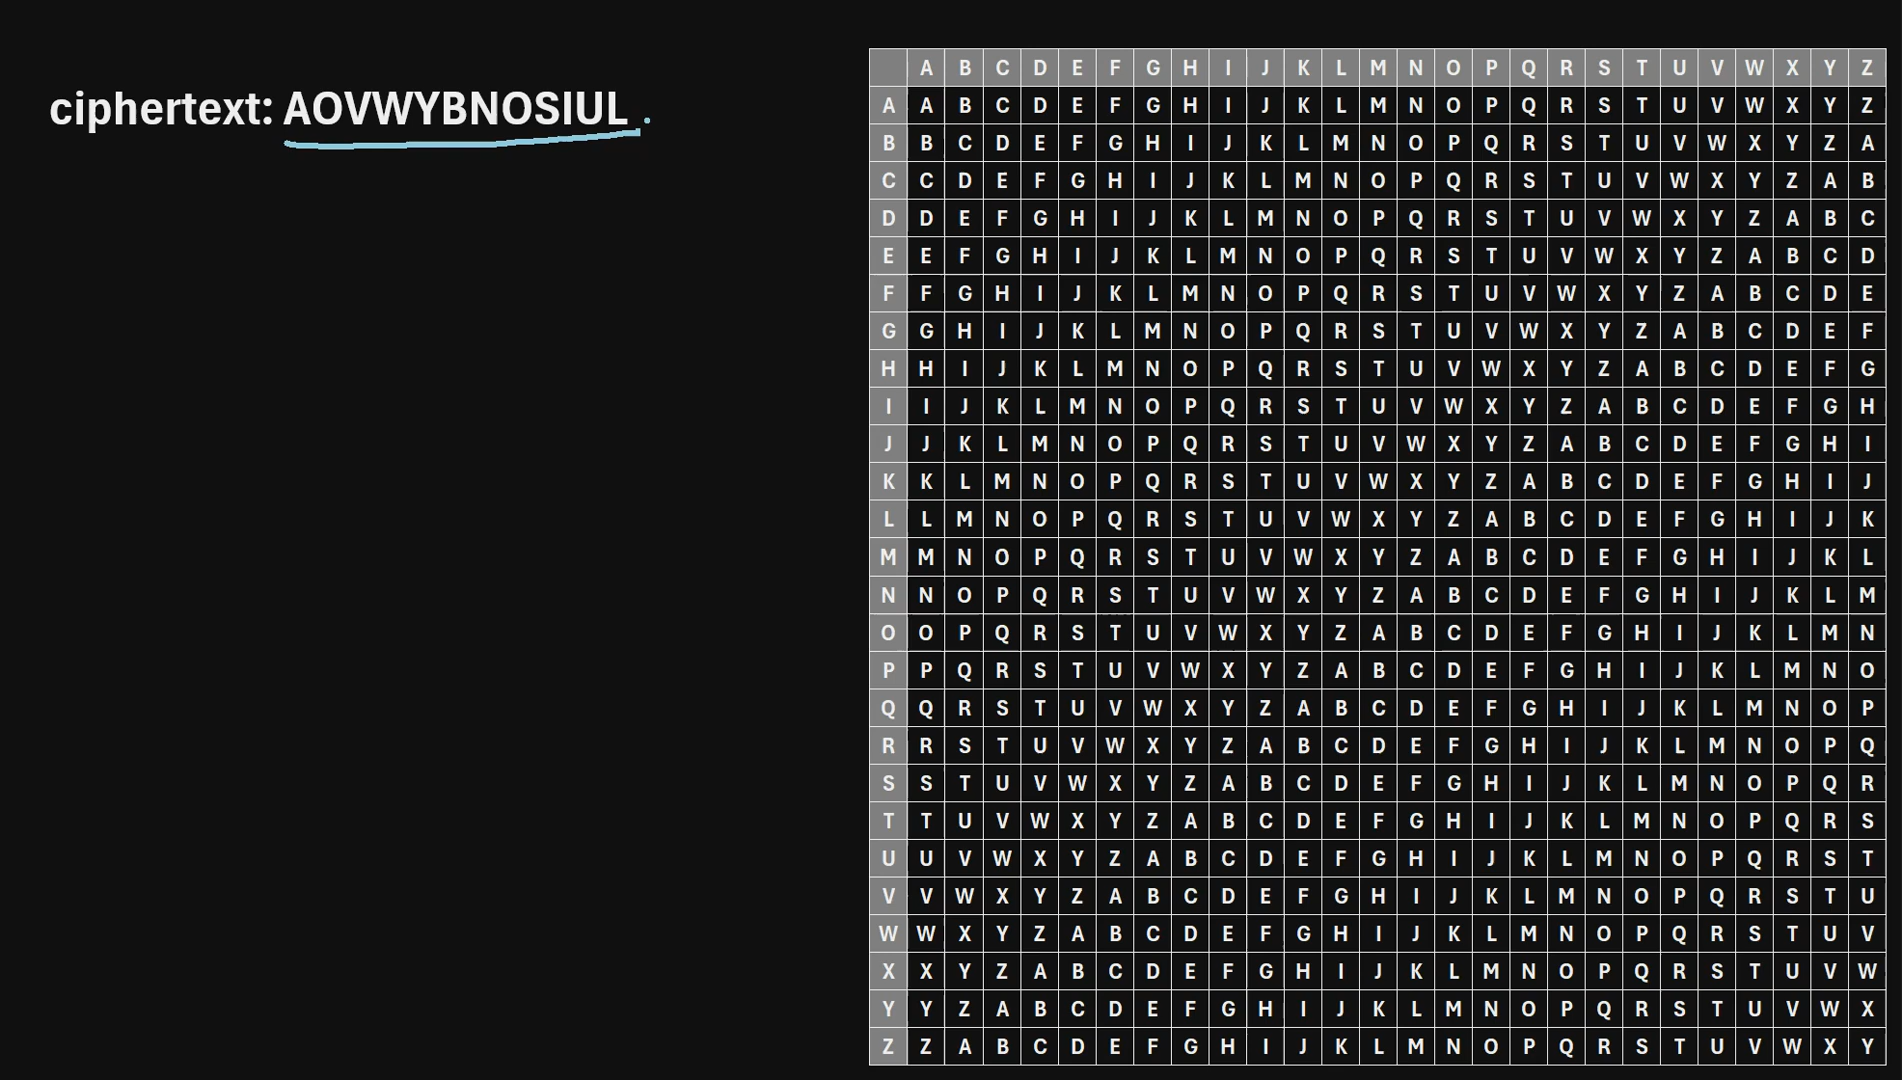 ciphertext: AOVWYBNOSIUL .
A B C D E F G H I J K L M N O P Q R S T U V W X Y Z
A A B C D E F G H I J K L M N O P Q R S T U V W X Y Z
B B C D E F G H I J K L M N O P Q R S T U V W X Y Z A
C C D E F G H I J K L M N O P Q R S T U V W X Y Z A B
D D E F G H I J K L M N O P Q R S T U V W X Y Z A B C
E E F G H I J K L M N O P Q R S T U V W X Y Z A B C D
F F G H I J K L M N O P Q R S T U V W X Y Z A B C D E
G G H I J K L M N O P Q R S T U V W X Y Z A B C D E F
H H I J K L M N O P Q R S T U V W X Y Z A B C D E F G
I I J K L M N O P Q R S T U V W X Y Z A B C D E F G H
J J K L M N O P Q R S T U V W X Y Z A B C D E F G H I
K K L M N O P Q R S T U V W X Y Z A B C D E F G H I J
L L M N O P Q R S T U V W X Y Z A B C D E F G H I J K
M M N O P Q R S T U V W X Y Z A B C D E F G H I J K L
N N O P Q R S T U V W X Y Z A B C D E F G H I J K L M
O O P Q R S T U V W X Y Z A B C D E F G H I J K L M N
P P Q R S T U V W X Y Z A B C D E F G H I J K L M N O
Q Q R S T U V W X Y Z A B C D E F G H I J K L M N O P
R R S T U V W X Y Z A B C D E F G H I J K L M N O P Q
S S T U V W X Y Z A B C D E F G H I J K L M N O P Q R
T T U V W X Y Z A B C D E F G H I J K L M N O P Q R S
U U V W X Y Z A B C D E F G H I J K L M N O P Q R S T
V V W X Y Z A B C D E F G H I J K L M N O P Q R S T U
W W X Y Z A B C D E F G H I J K L M N O P Q R S T U V
X X Y Z A B C D E F G H I J K L M N O P Q R S T U V W
Y Y Z A B C D E F G H I J K L M N O P Q R S T U V W X
Z Z A B C D E F G H I J K L M N O P Q R S T U V W X Y